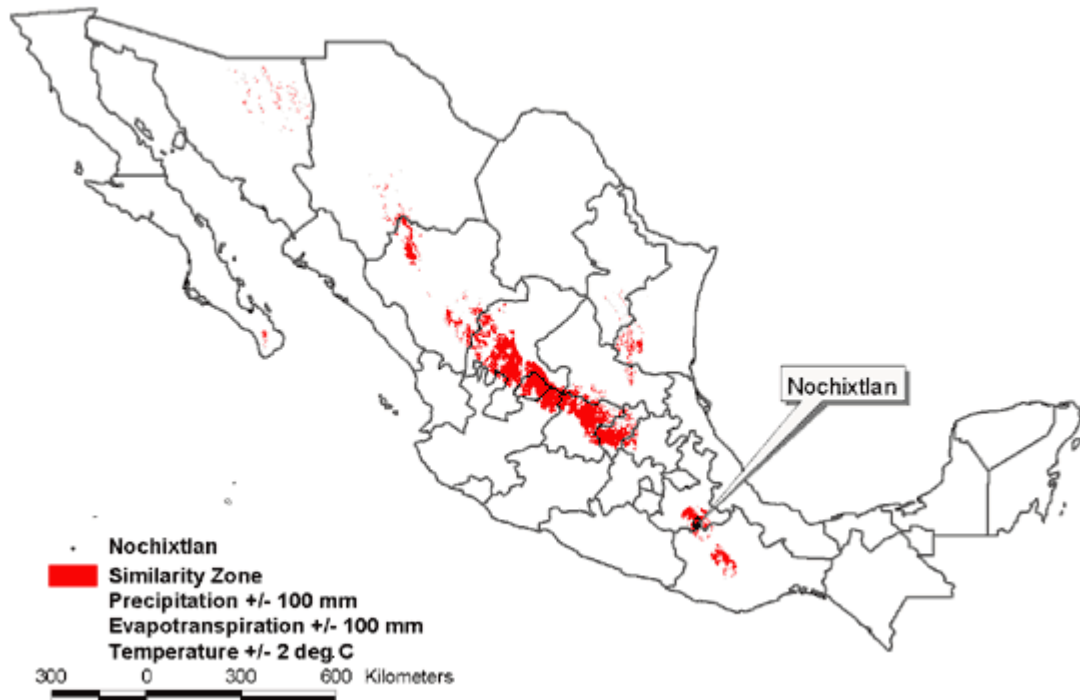 Nochixtlan
Nochixtlan
Similarity Zone
Precipitation +/- 100 mm
Evapotranspiration +/- 100 mm
Temperature +/- 2 deg.C
300 0 300 600 Kilometers